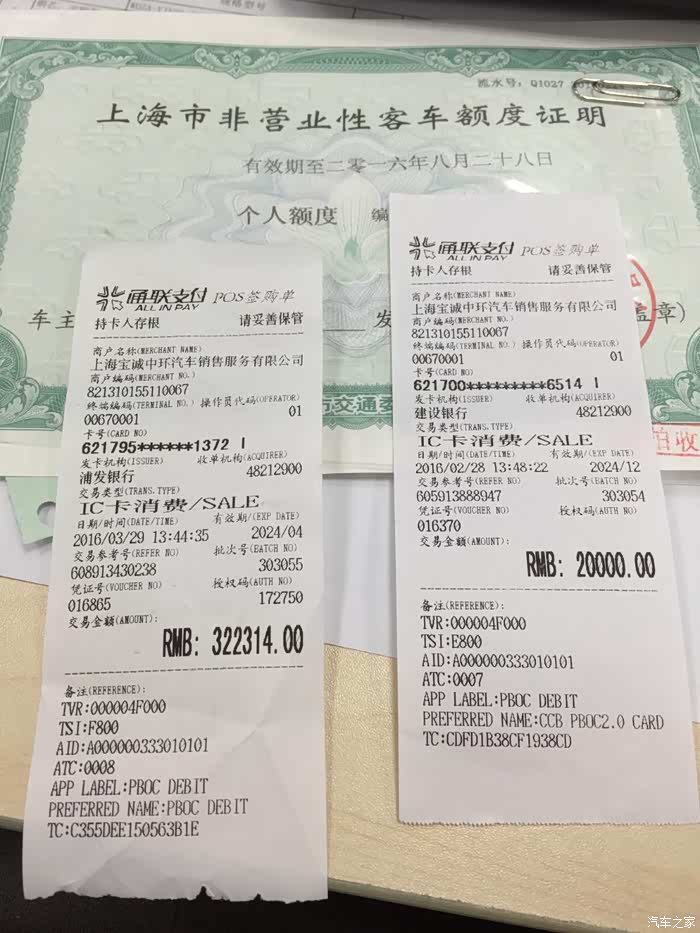 规格型号
流水号: Q1027
上海市非营业性客车额度证明
有效期至二零一六年八月二十八日
个人额度 编
车主
发
盖章)
市交通委
拍收
通联支付 POS签购单
ALL IN PAY
持卡人存根 请妥善保管
商户名称(MERCHANT NAME)
上海宝诚中环汽车销售服务有限公司
商户编码(MERCHANT NO.)
821310155110067
终端编码(TERMINAL NO.) 操作员代码(OPERATOR)
00670001 01
卡号(CARD NO)
621795******1372 I
发卡机构(ISSUER) 收单机构(ACQUIRER)
浦发银行 48212900
交易类型(TRANS.TYPE)
IC卡消费/SALE
日期/时间(DATE/TIME) 有效期/(EXP DATE)
2016/03/29 13:44:35 2024/04
交易参考号(REFER NO) 批次号(BATCH NO)
608913430238 303055
凭证号(VOUCHER NO) 授权码(AUTH NO)
016865 172750
交易金额(AMOUNT):
RMB: 322314.00
备注(REFERENCE):
TVR:000004F000
TSI:F800
AID:A000000333010101
ATC:0008
APP LABEL:PBOC DEBIT
PREFERRED NAME:PBOC DEBIT
TC:C355DEE150563B1E
通联支付 POS签购单
ALL IN PAY
持卡人存根 请妥善保管
商户名称(MERCHANT NAME)
上海宝诚中环汽车销售服务有限公司
商户编码(MERCHANT NO.)
821310155110067
终端编码(TERMINAL NO.) 操作员代码(OPERATOR)
00670001 01
卡号(CARD NO)
621700*********6514 I
发卡机构(ISSUER) 收单机构(ACQUIRER)
建设银行 48212900
交易类型(TRANS.TYPE)
IC卡消费/SALE
日期/时间(DATE/TIME) 有效期/(EXP DATE)
2016/02/28 13:48:22 2024/12
交易参考号(REFER NO) 批次号(BATCH NO)
605913888947 303054
凭证号(VOUCHER NO) 授权码(AUTH NO)
016370
交易金额(AMOUNT):
RMB: 20000.00
备注(REFERENCE):
TVR:000004F000
TSI:E800
AID:A000000333010101
ATC:0007
APP LABEL:PBOC DEBIT
PREFERRED NAME:CCB PBOC2.0 CARD
TC:CDFD1B38CF1938CD
汽车之家